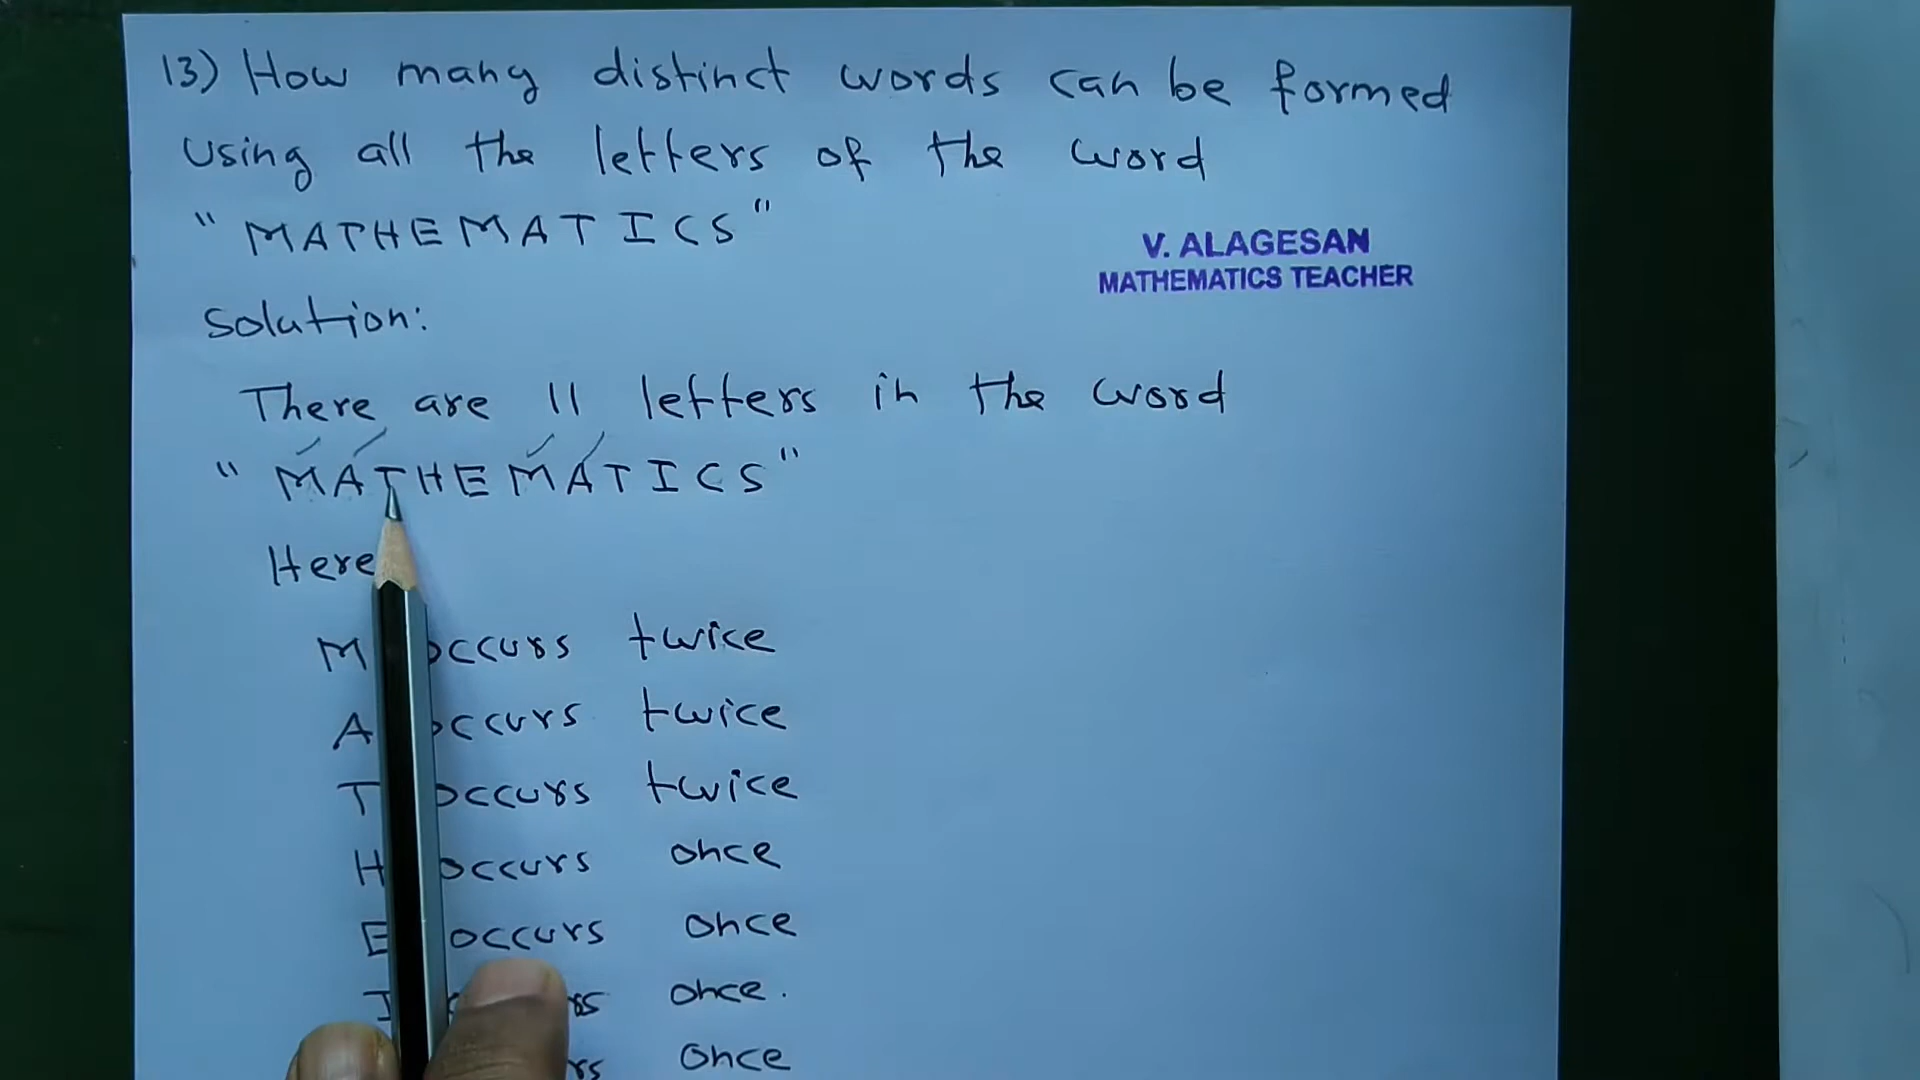 13) How many distinct words can be formed
using all the letters of the word
"MATHEMATICS"
V. ALAGESAN
MATHEMATICS TEACHER
Solution:
There are 11 letters in the word
"MATHEMATICS"
Here
M occurs twice
A occurs twice
T occurs twice
H occurs once
E occurs once
I once.
once